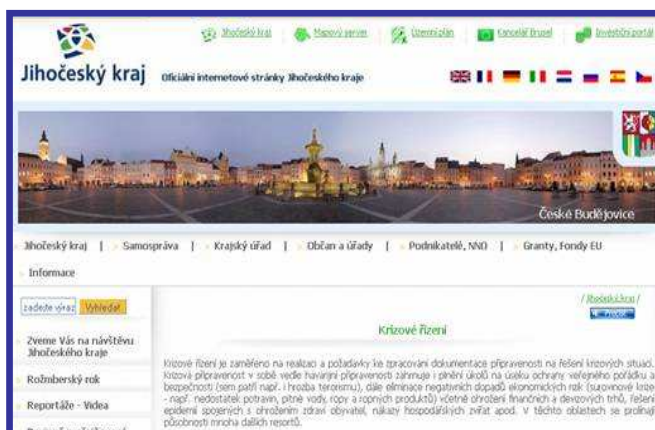 Jihočeský kraj
Mapový server
Územní plán
Kancelář Brusel
Investiční portál
Jihočeský kraj
Oficiální internetové stránky Jihočeského kraje
České Budějovice
Jihočeský kraj | Samospráva | Krajský úřad | Občan a úřady | Podnikatelé, NNO | Granty, Fondy EU
Informace
zadejte výraz Vyhledat
/ Jihočeský kraj /
Krizové řízení
Zveme Vás na návštěvu
Jihočeského kraje
Rožmberský rok
Reportáže - Videa
Krizové řízení je zaměřeno na realizaci a požadavky ke zpracování dokumentace připravenosti na řešení krizových situací.
Krizová připravenost v sobě vedle havarijní připravenosti zahrnuje i plnění úkolů na úseku ochrany veřejného pořádku a
bezpečnosti (sem patří např. i hrozba terorismu), dále eliminace negativních dopadů ekonomických rizik (surovinové krize
- např. nedostatek potravin, pitné vody, ropy a ropných produktů) včetně ohrožení finančních a devizových trhů, řešení
epidemií spojených s ohrožením zdraví obyvatel, nákazy hospodářských zvířat apod. V těchto oblastech se prolínají
působnosti mnoha dalších resortů.